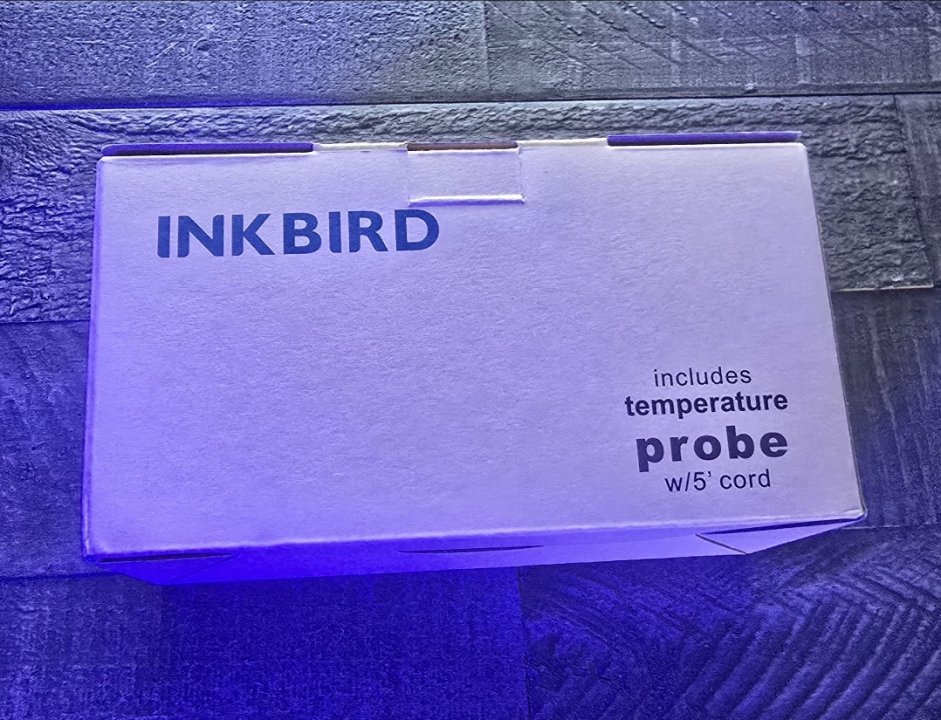 INKBIRD
includes
temperature
probe
w/5' cord